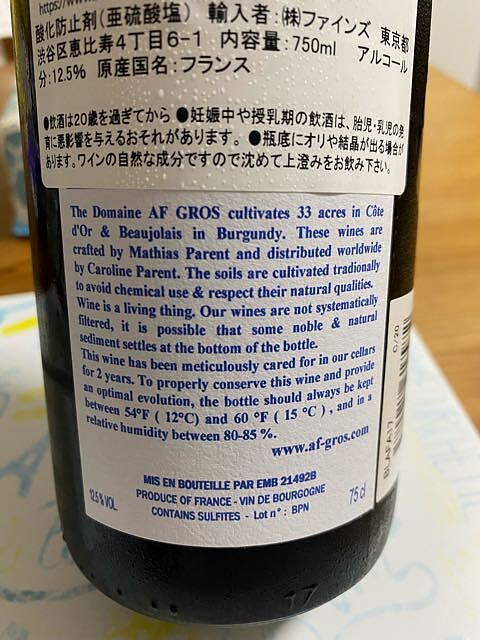 https://www.
酸化防止剤(亜硫酸塩) 輸入者:㈱ファインズ 東京都
渋谷区恵比寿4丁目6-1 内容量:750ml アルコール
分:12.5% 原産国名:フランス
●飲酒は20歳を過ぎてから ●妊娠中や授乳期の飲酒は、胎児・乳児の発
育に悪影響を与えるおそれがあります。 ●瓶底にオリや結晶が出る場合が
あります。ワインの自然な成分ですので沈めて上澄みをお飲み下さい。
The Domaine AF GROS cultivates 33 acres in Côte
d'Or & Beaujolais in Burgundy. These wines are
crafted by Mathias Parent and distributed worldwide
by Caroline Parent. The soils are cultivated tradionally
to avoid chemical use & respect their natural qualities.
Wine is a living thing. Our wines are not systematically
filtered, it is possible that some noble & natural
sediment settles at the bottom of the bottle.
This wine has been meticulously cared for in our cellars
for 2 years. To properly conserve this wine and provide
an optimal evolution, the bottle should always be kept
between 54°F ( 12°C) and 60 °F ( 15 °C ), and in a
relative humidity between 80-85 %.
www.af-gros.com
MIS EN BOUTEILLE PAR EMB 21492B
PRODUCE OF FRANCE - VIN DE BOURGOGNE
12.5 % VOL
75 cl
CONTAINS SULFITES - Lot n° : BPN
BLAFA17
C/20
17